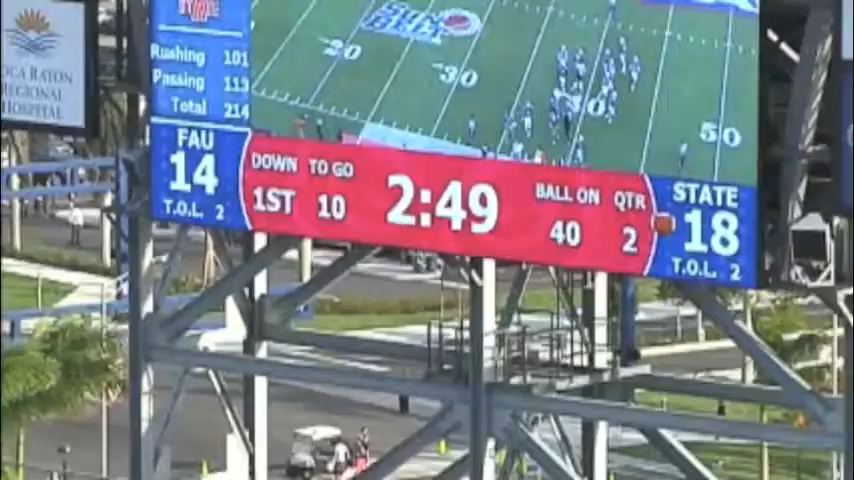 OCA RATON
REGIONAL
HOSPITAL
Rushing 101
Passing 113
Total 214
FAU
14
T.O.L. 2
DOWN TO GO
1ST 10
2:49
BALL ON QTR
40 2
STATE
18
T.O.L. 2
20
30
50